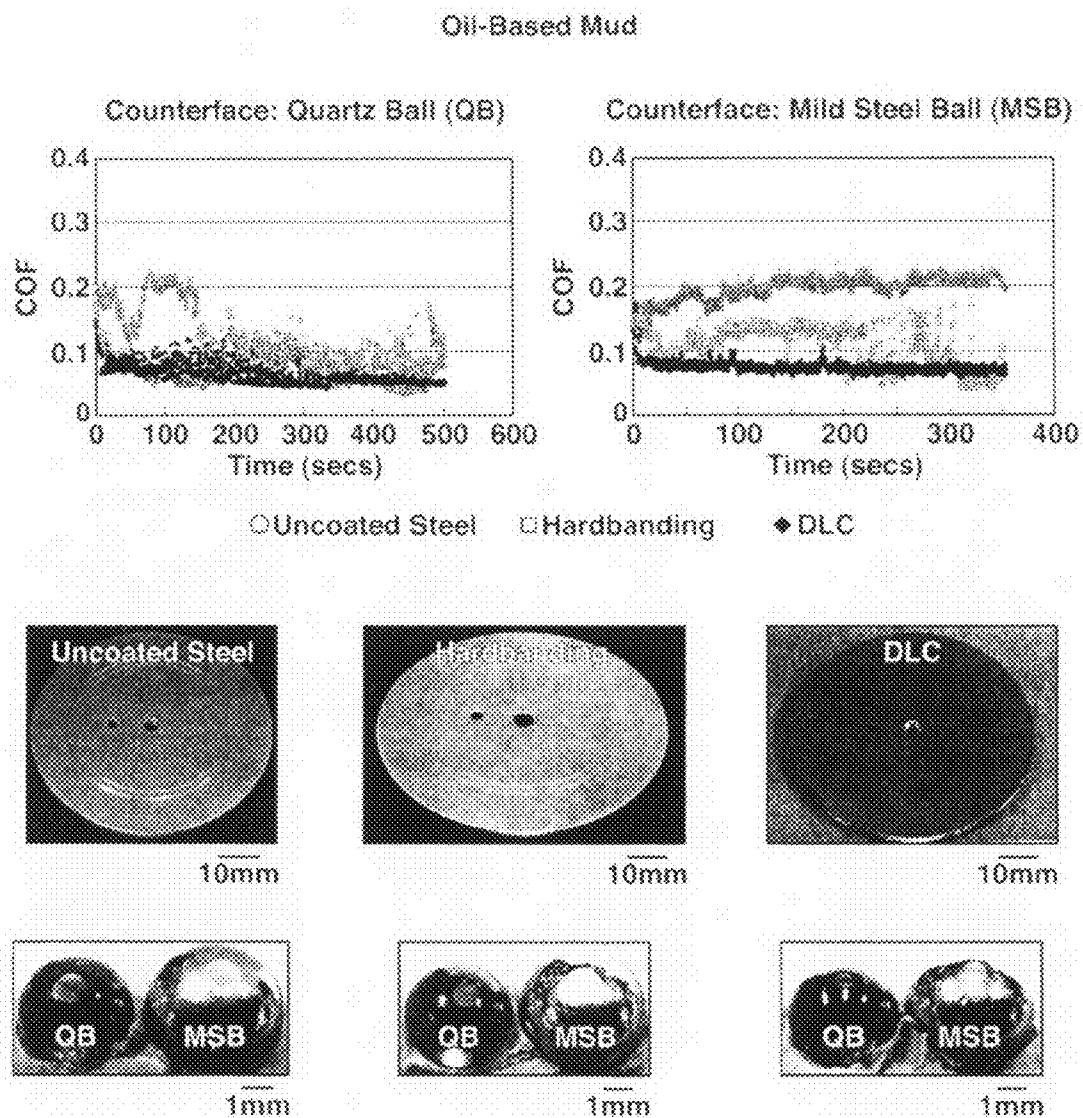 Oil-Based Mud
Counterface: Quartz Ball (QB)
0.4
0.3
0.2
0.1
0
COF
0 100 200 300 400 500 600
Time (secs)
Counterface: Mild Steel Ball (MSB)
0.4
0.3
0.2
0.1
0
COF
0 100 200 300 400
Time (secs)
Uncoated Steel Hardbanding DLC
Uncoated Steel
10mm
Hardbanding
10mm
DLC
10mm
QB MSB
1mm
QB MSB
1mm
QB MSB
1mm